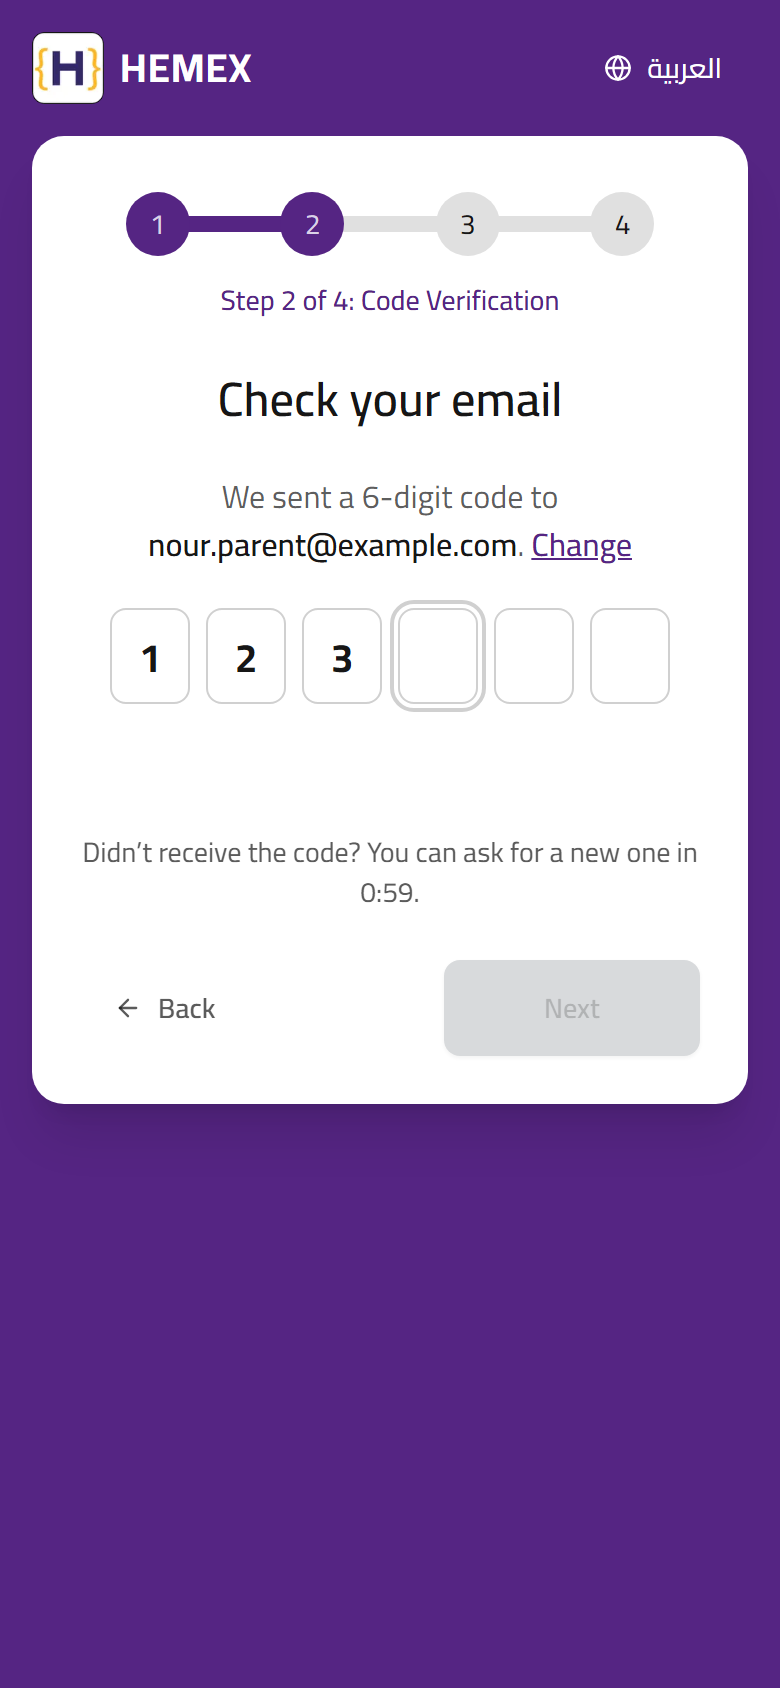 {H} HEMEX
العربية
1 2 3 4
Step 2 of 4: Code Verification
Check your email
We sent a 6-digit code to
nour.parent@example.com. Change
1 2 3
Didn’t receive the code? You can ask for a new one in
0:59.
Back
Next